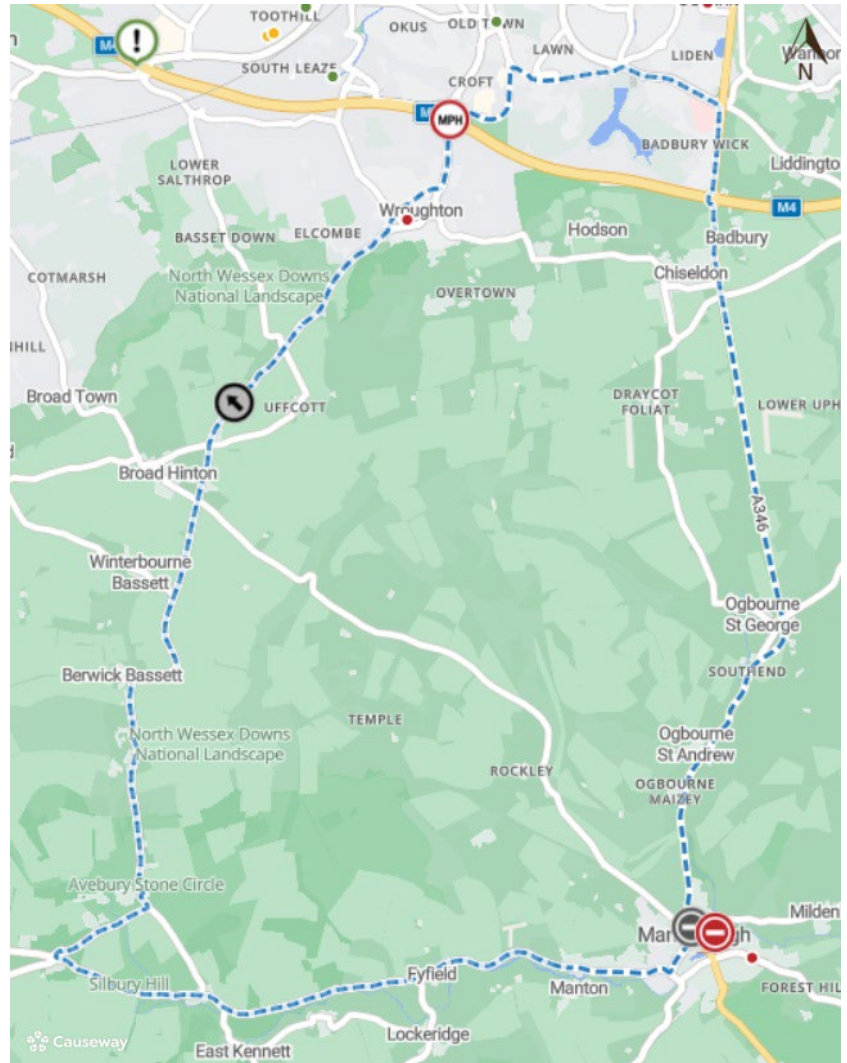 TOOTHILL
OKUS
OLD TOWN
LAWN
LIDEN
N
M4
SOUTH LEAZE
CROFT
MPH
BADBURY WICK
LOWER
SALTHROP
Liddington
Wroughton
M4
BASSET DOWN
ELCOMBE
Hodson
Badbury
COTMARSH
North Wessex Downs
National Landscape
OVERTOWN
Chiseldon
Broad Town
UFFCOTT
DRAYCOT
FOLIAT
LOWER UPH
Broad Hinton
A346
Winterbourne
Bassett
Ogbourne
St George
Berwick Bassett
SOUTHEND
TEMPLE
North Wessex Downs
National Landscape
Ogbourne
St Andrew
ROCKLEY
OGBOURNE
MAIZEY
Avebury Stone Circle
Milden
Silbury Hill
Fyfield
Manton
FOREST HIL
Lockeridge
Causeway
East Kennett